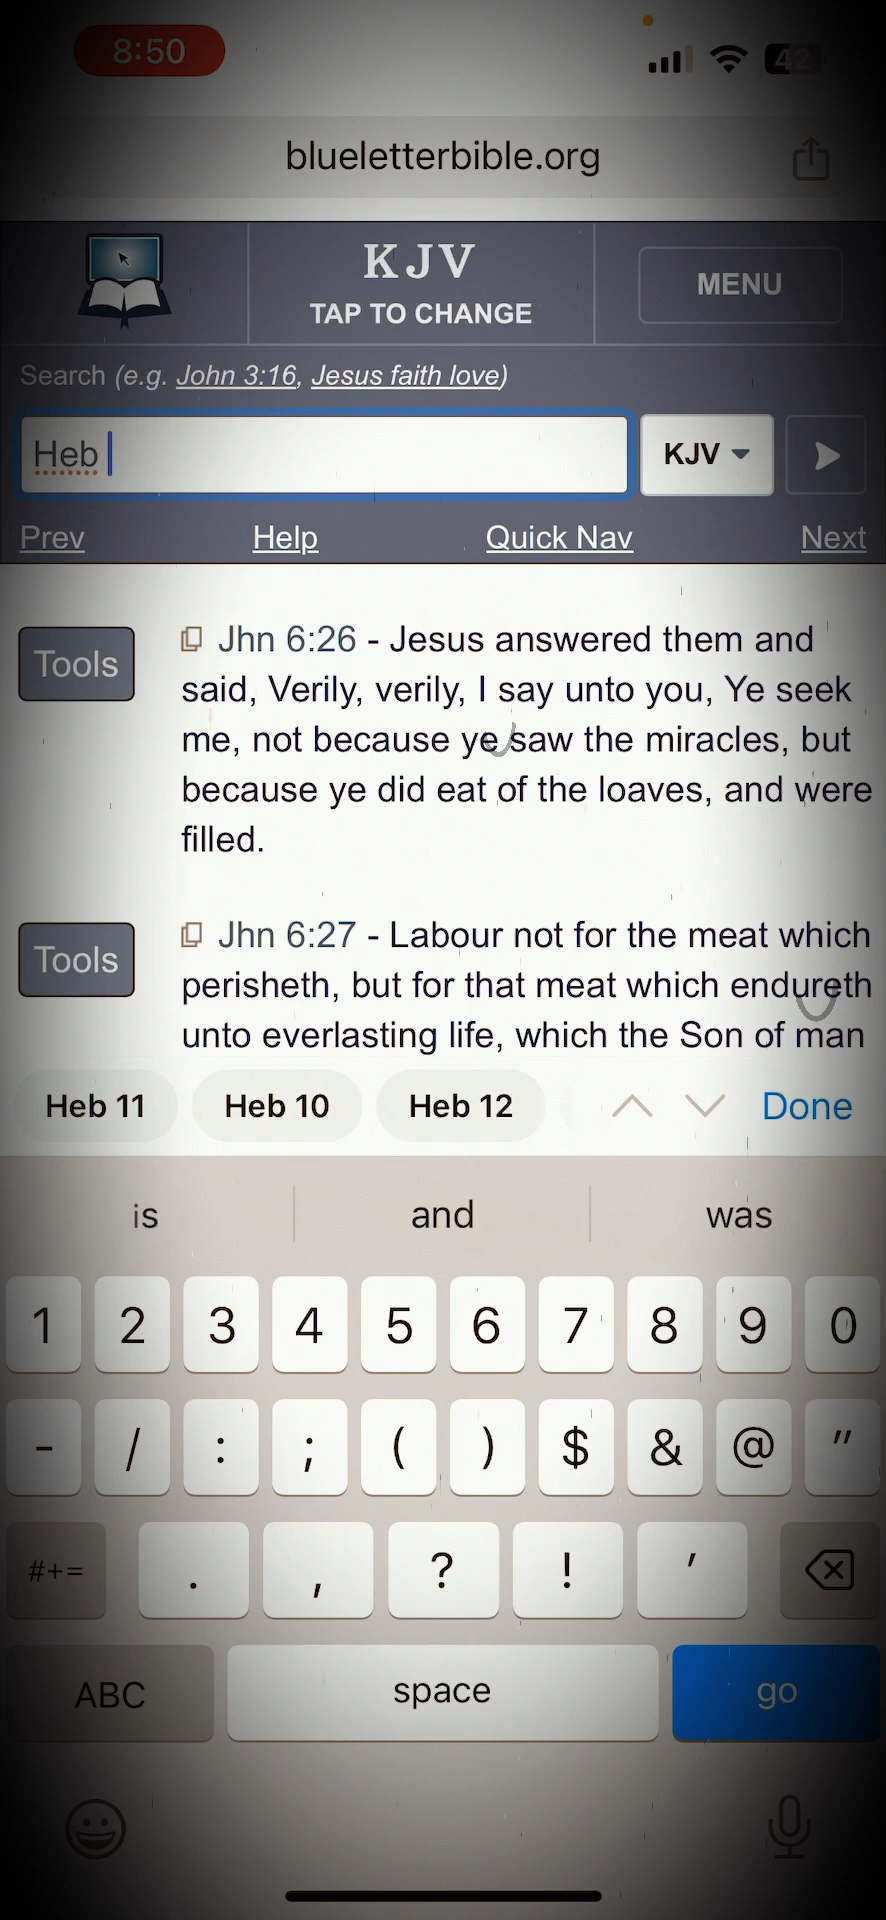 8:50
42
blueletterbible.org
KJV
TAP TO CHANGE
MENU
Search (e.g. John 3:16, Jesus faith love)
Heb
KJV
Prev Help Quick Nav Next
Tools
Jhn 6:26 - Jesus answered them and
said, Verily, verily, I say unto you, Ye seek
me, not because ye saw the miracles, but
because ye did eat of the loaves, and were
filled.
Tools
Jhn 6:27 - Labour not for the meat which
perisheth, but for that meat which endureth
unto everlasting life, which the Son of man
Heb 11 Heb 10 Heb 12 Done
is and was
1 2 3 4 5 6 7 8 9 0
- / : ; ( ) $ & @ "
#+= . , ? ! '
ABC space go